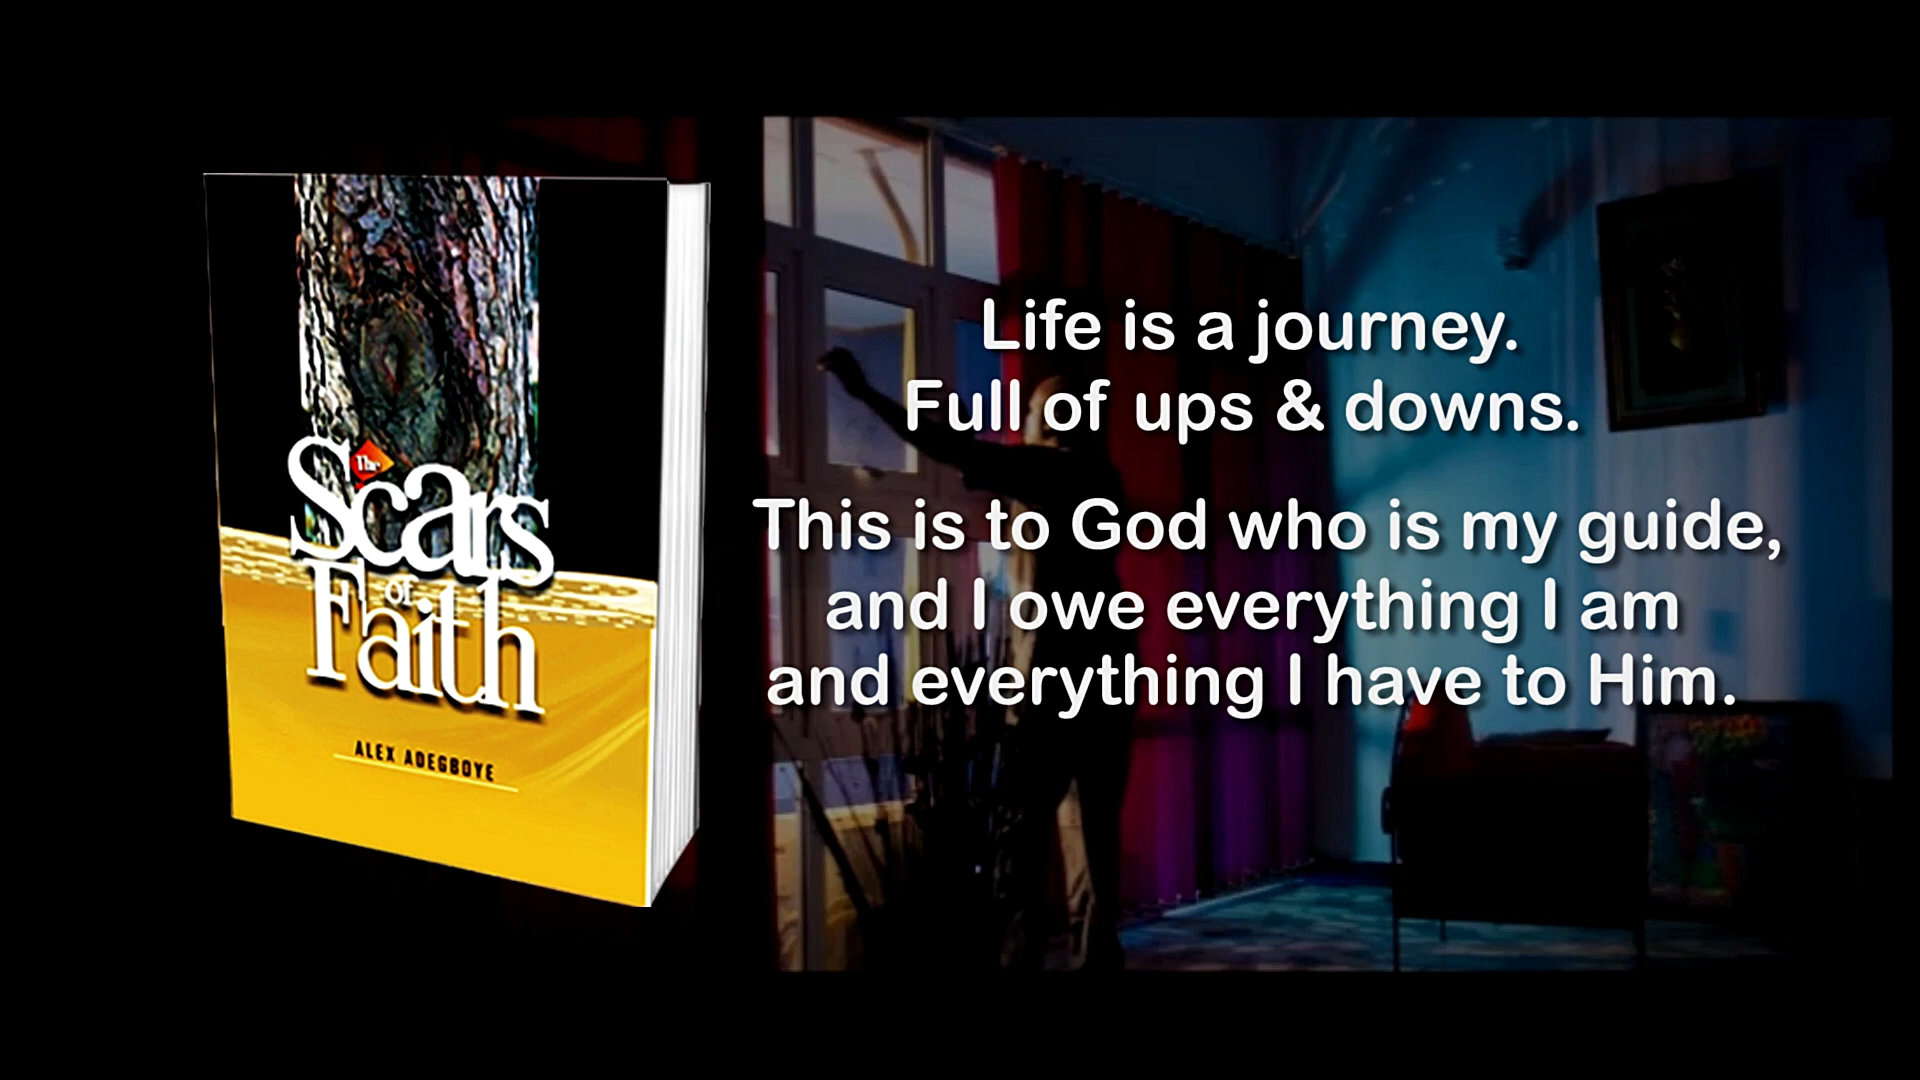 The
Scars
of
Faith
ALEX ADEGBOYE
Life is a journey.
Full of ups & downs.
This is to God who is my guide,
and I owe everything I am
and everything I have to Him.